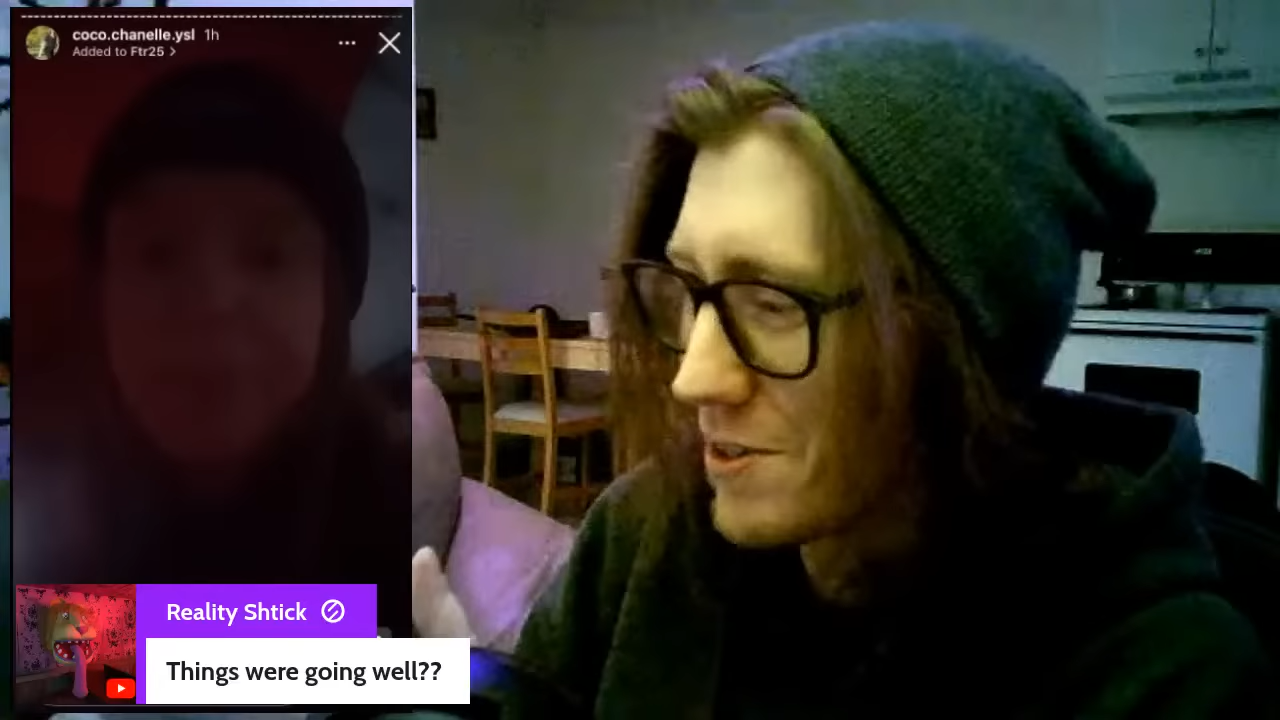 coco.chanelle.ysl 1h
Added to Ftr25 >
Reality Shtick
Things were going well??